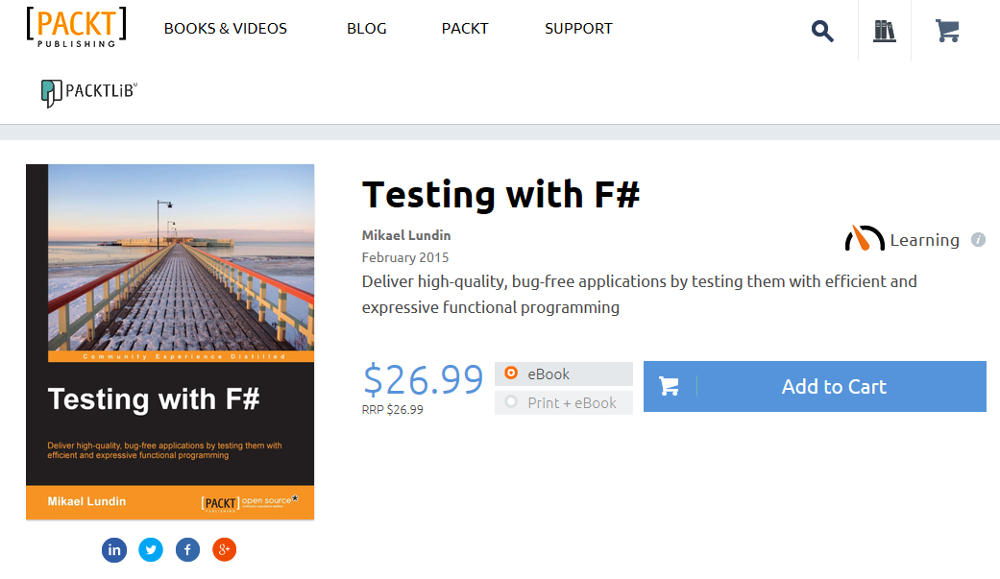 [PACKT]
PUBLISHING
BOOKS & VIDEOS
BLOG
PACKT
SUPPORT
PACKTLiB
Testing with F#
Mikael Lundin
February 2015
Learning
i
Deliver high-quality, bug-free applications by testing them with efficient and
expressive functional programming
$26.99
RRP $26.99
eBook
Print + eBook
Add to Cart
Community Experience Distilled
Testing with F#
Deliver high-quality, bug-free applications by testing them with
efficient and expressive functional programming
Mikael Lundin
[PACKT]
PUBLISHING
open source*
in
f
g+